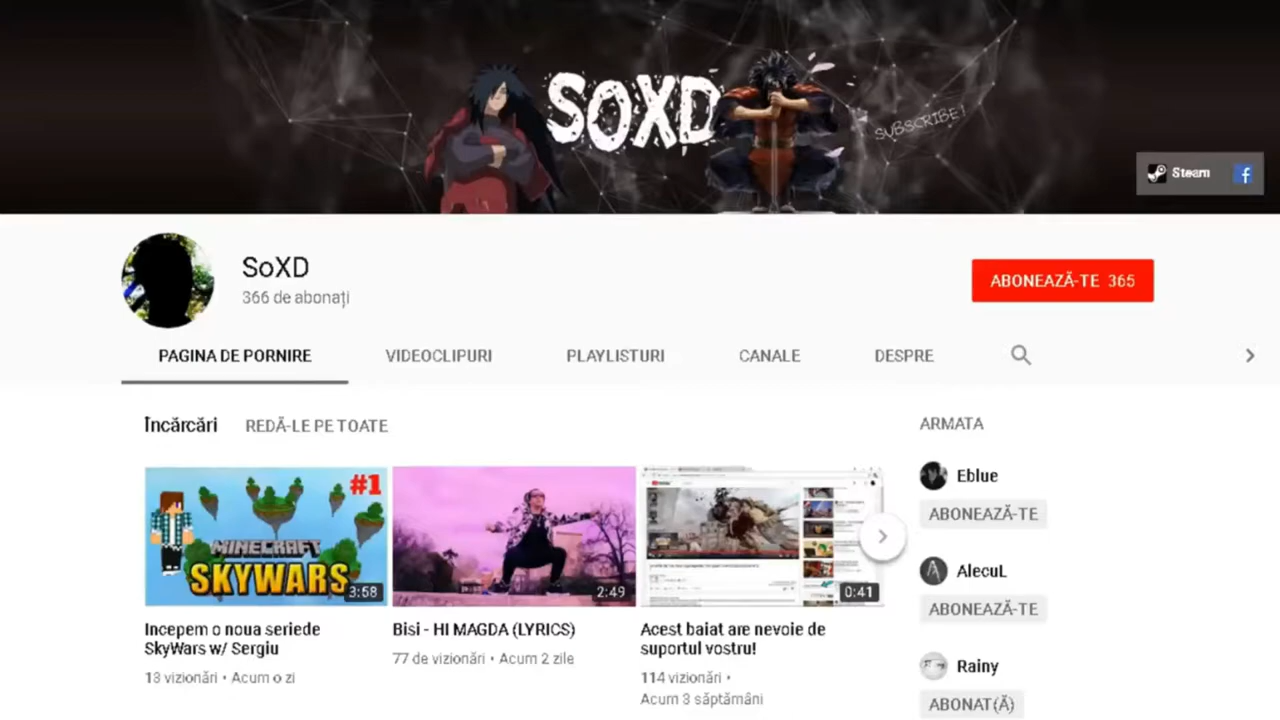 SOXD
SUBSCRIBE!
Steam
SoXD
366 de abonați
ABONEAZĂ-TE 365
PAGINA DE PORNIRE VIDEOCLIPURI PLAYLISTURI CANALE DESPRE
Încărcări REDĂ-LE PE TOATE
ARMATA
#1
MINECRAFT
SKYWARS
3:58
2:49
0:41
Incepem o noua seriede
SkyWars w/ Sergiu
13 vizionări • Acum o zi
Bisi - HI MAGDA (LYRICS)
77 de vizionări • Acum 2 zile
Acest baiat are nevoie de
suportul vostru!
114 vizionări •
Acum 3 săptămâni
Eblue
ABONEAZĂ-TE
AlecuL
ABONEAZĂ-TE
Rainy
ABONAT(Ă)